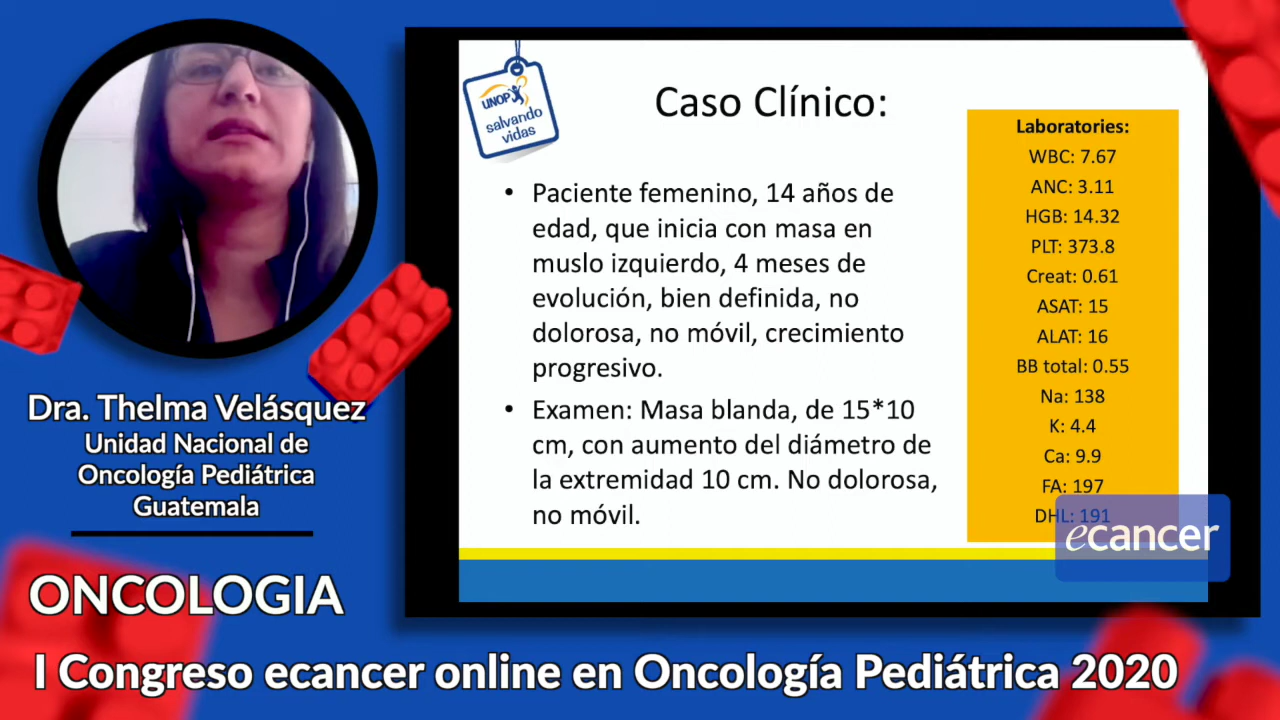 UNOP
salvando
vidas
Caso Clínico:
• Paciente femenino, 14 años de
edad, que inicia con masa en
muslo izquierdo, 4 meses de
evolución, bien definida, no
dolorosa, no móvil, crecimiento
progresivo.
• Examen: Masa blanda, de 15*10
cm, con aumento del diámetro de
la extremidad 10 cm. No dolorosa,
no móvil.
Laboratories:
WBC: 7.67
ANC: 3.11
HGB: 14.32
PLT: 373.8
Creat: 0.61
ASAT: 15
ALAT: 16
BB total: 0.55
Na: 138
K: 4.4
Ca: 9.9
FA: 197
DHL: 191
ecancer
Dra. Thelma Velásquez
Unidad Nacional de
Oncología Pediátrica
Guatemala
ONCOLOGIA
I Congreso ecancer online en Oncología Pediátrica 2020